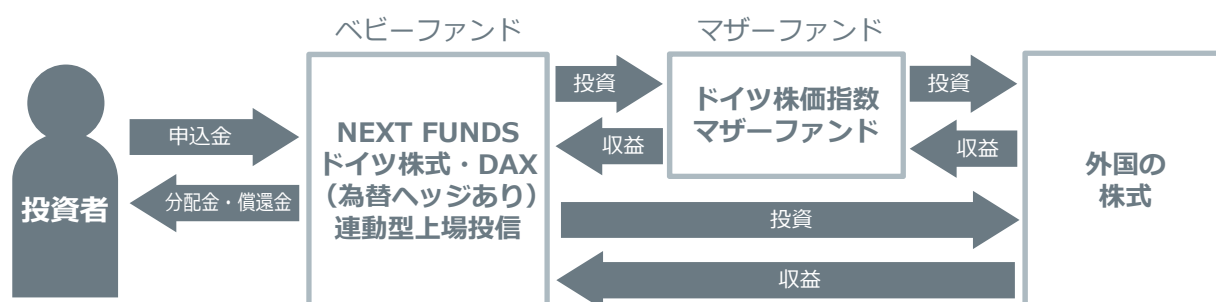 ベビーファンド
マザーファンド
投資者
申込金
分配金・償還金
NEXT FUNDS
ドイツ株式・DAX
（為替ヘッジあり）
連動型上場投信
投資
収益
ドイツ株価指数
マザーファンド
投資
収益
投資
収益
外国の
株式